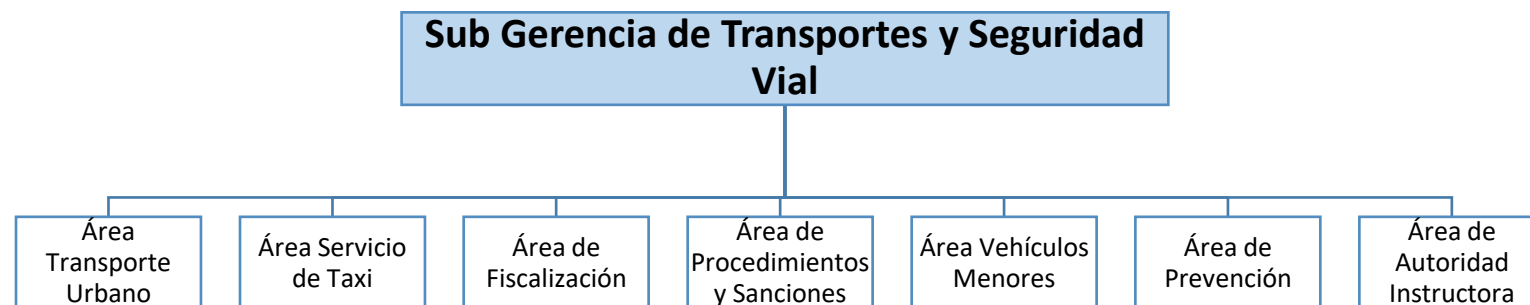 Sub Gerencia de Transportes y Seguridad
Vial
Área
Transporte
Urbano
Área Servicio
de Taxi
Área de
Fiscalización
Área de
Procedimientos
y Sanciones
Área Vehículos
Menores
Área de
Prevención
Área de
Autoridad
Instructora